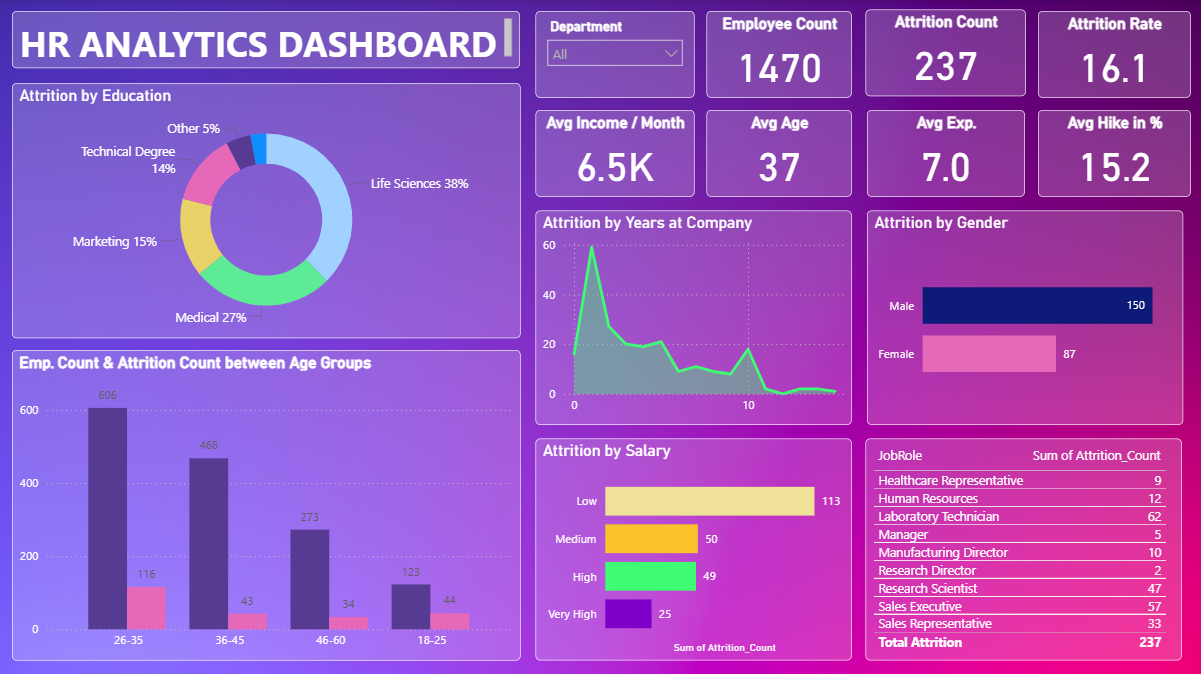 HR ANALYTICS DASHBOARD
Department
All
Employee Count
1470
Attrition Count
237
Attrition Rate
16.1
Avg Income / Month
6.5K
Avg Age
37
Avg Exp.
7.0
Avg Hike in %
15.2
Attrition by Education
Other 5%
Technical Degree
14%
Life Sciences 38%
Marketing 15%
Medical 27%
Attrition by Years at Company
60
40
20
0
0
10
Attrition by Gender
Male
150
Female
87
Emp. Count & Attrition Count between Age Groups
600
400
200
0
606
116
468
43
273
34
123
44
26-35
36-45
46-60
18-25
Attrition by Salary
Low
113
Medium
50
High
49
Very High
25
Sum of Attrition_Count
JobRole Sum of Attrition_Count
Healthcare Representative 9
Human Resources 12
Laboratory Technician 62
Manager 5
Manufacturing Director 10
Research Director 2
Research Scientist 47
Sales Executive 57
Sales Representative 33
Total Attrition 237